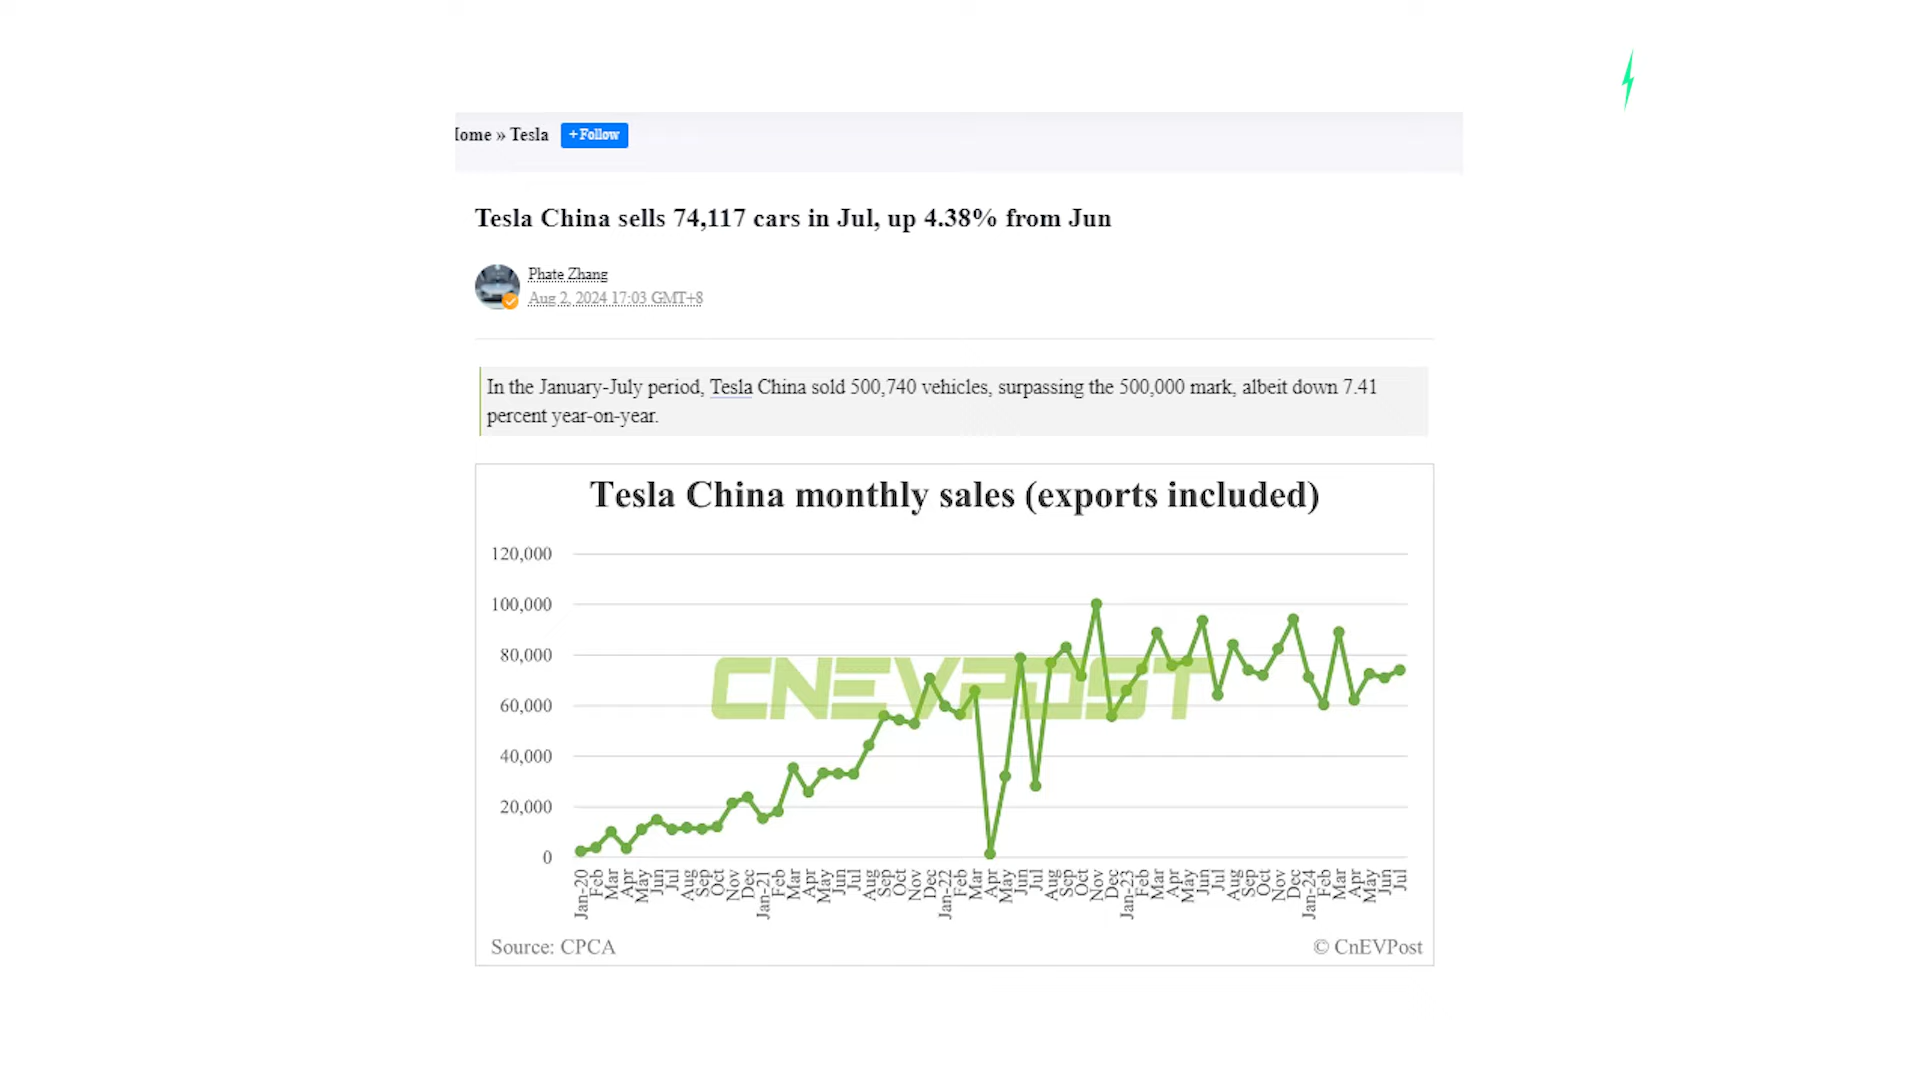 Home » Tesla + Follow
Tesla China sells 74,117 cars in Jul, up 4.38% from Jun
Phate Zhang
Aug 2, 2024 17:03 GMT+8
In the January-July period, Tesla China sold 500,740 vehicles, surpassing the 500,000 mark, albeit down 7.41
percent year-on-year.
Tesla China monthly sales (exports included)
120,000
100,000
80,000
60,000
40,000
20,000
0
CNEVPOST
Jan-20 Feb Mar Apr May Jun Jul Aug Sep Oct Nov Dec Jan-21 Feb Mar Apr May Jun Jul Aug Sep Oct Nov Dec Jan-22 Feb Mar Apr May Jun Jul Aug Sep Oct Nov Dec Jan-23 Feb Mar Apr May Jun Jul Aug Sep Oct Nov Dec Jan-24 Feb Mar Apr May Jun Jul
Source: CPCA
© CnEVPost